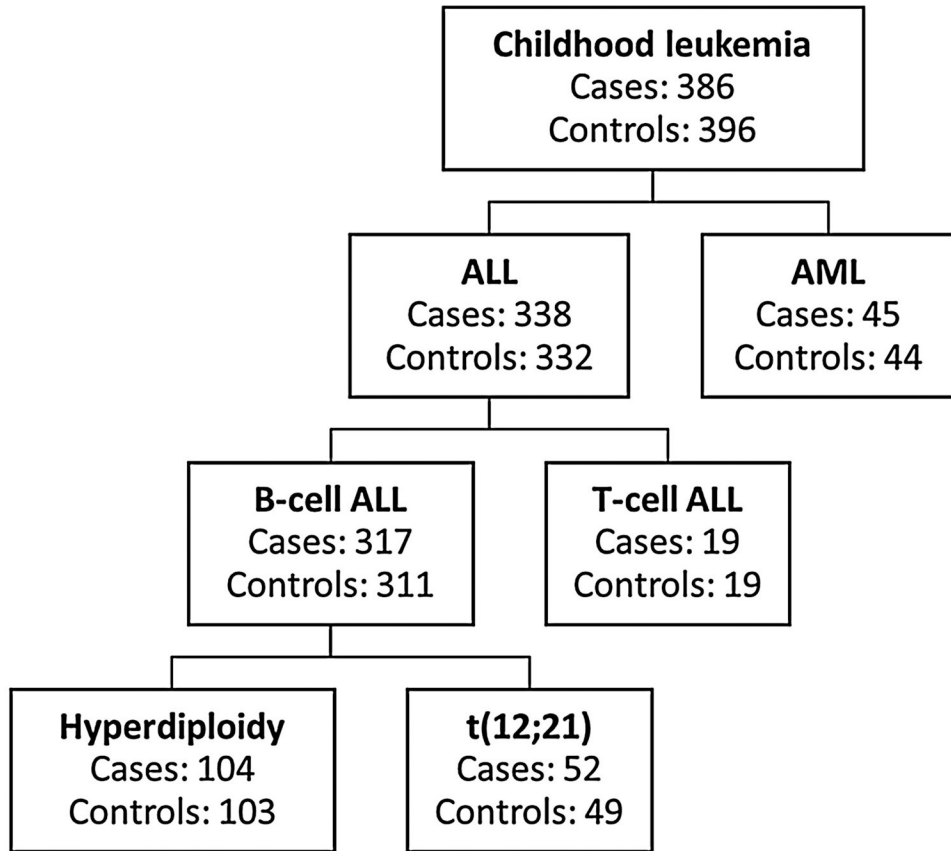 Childhood leukemia
Cases: 386
Controls: 396
ALL
Cases: 338
Controls: 332
AML
Cases: 45
Controls: 44
B-cell ALL
Cases: 317
Controls: 311
T-cell ALL
Cases: 19
Controls: 19
Hyperdiploidy
Cases: 104
Controls: 103
t(12;21)
Cases: 52
Controls: 49